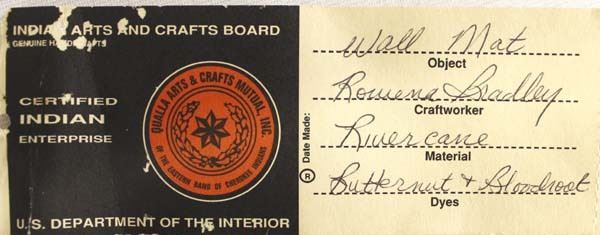 INDIAN ARTS AND CRAFTS BOARD
GENUINE HANDCRAFTS
CERTIFIED
INDIAN
ENTERPRISE
QUALLA ARTS & CRAFTS MUTUAL, INC.
OF THE EASTERN BAND OF CHEROKEE INDIANS
U.S. DEPARTMENT OF THE INTERIOR
Wall Mat
Object
Rowena Bradley
Craftworker
Rivercane
Material
Butternut & Bloodroot
Dyes
Date Made:
R